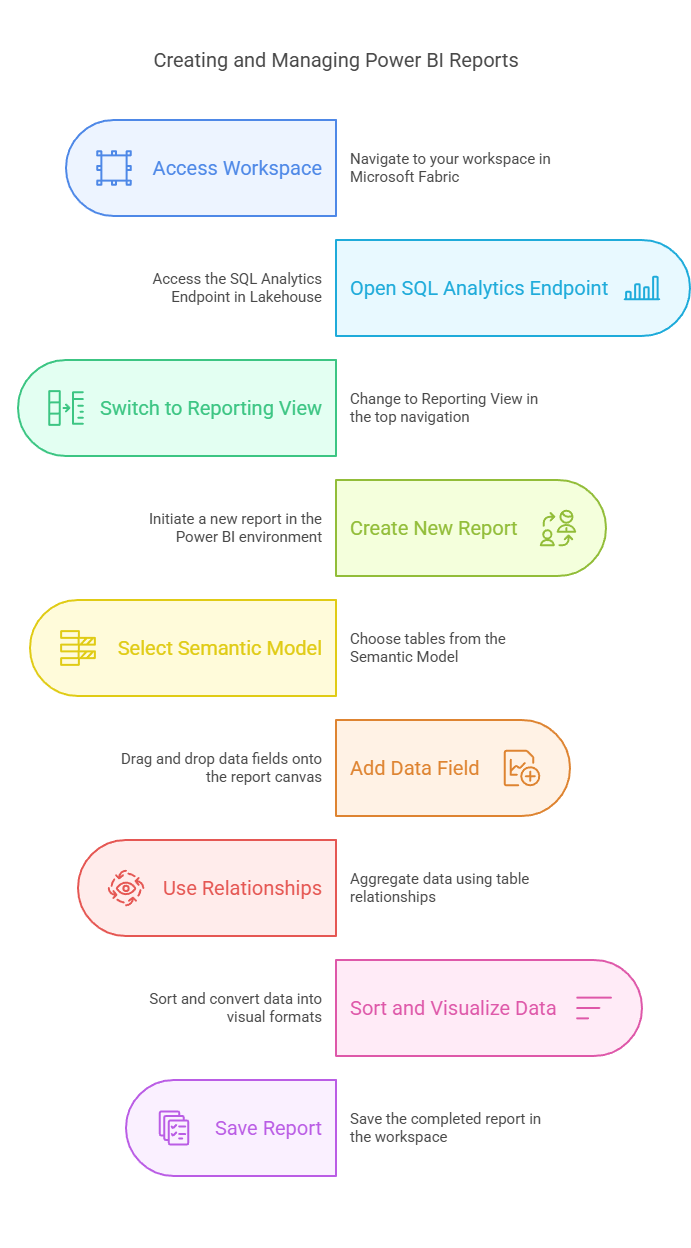 Creating and Managing Power BI Reports
Access Workspace
Navigate to your workspace in
Microsoft Fabric
Open SQL Analytics Endpoint
Access the SQL Analytics
Endpoint in Lakehouse
Switch to Reporting View
Change to Reporting View in
the top navigation
Create New Report
Initiate a new report in the
Power BI environment
Select Semantic Model
Choose tables from the
Semantic Model
Add Data Field
Drag and drop data fields onto
the report canvas
Use Relationships
Aggregate data using table
relationships
Sort and Visualize Data
Sort and convert data into
visual formats
Save Report
Save the completed report in
the workspace